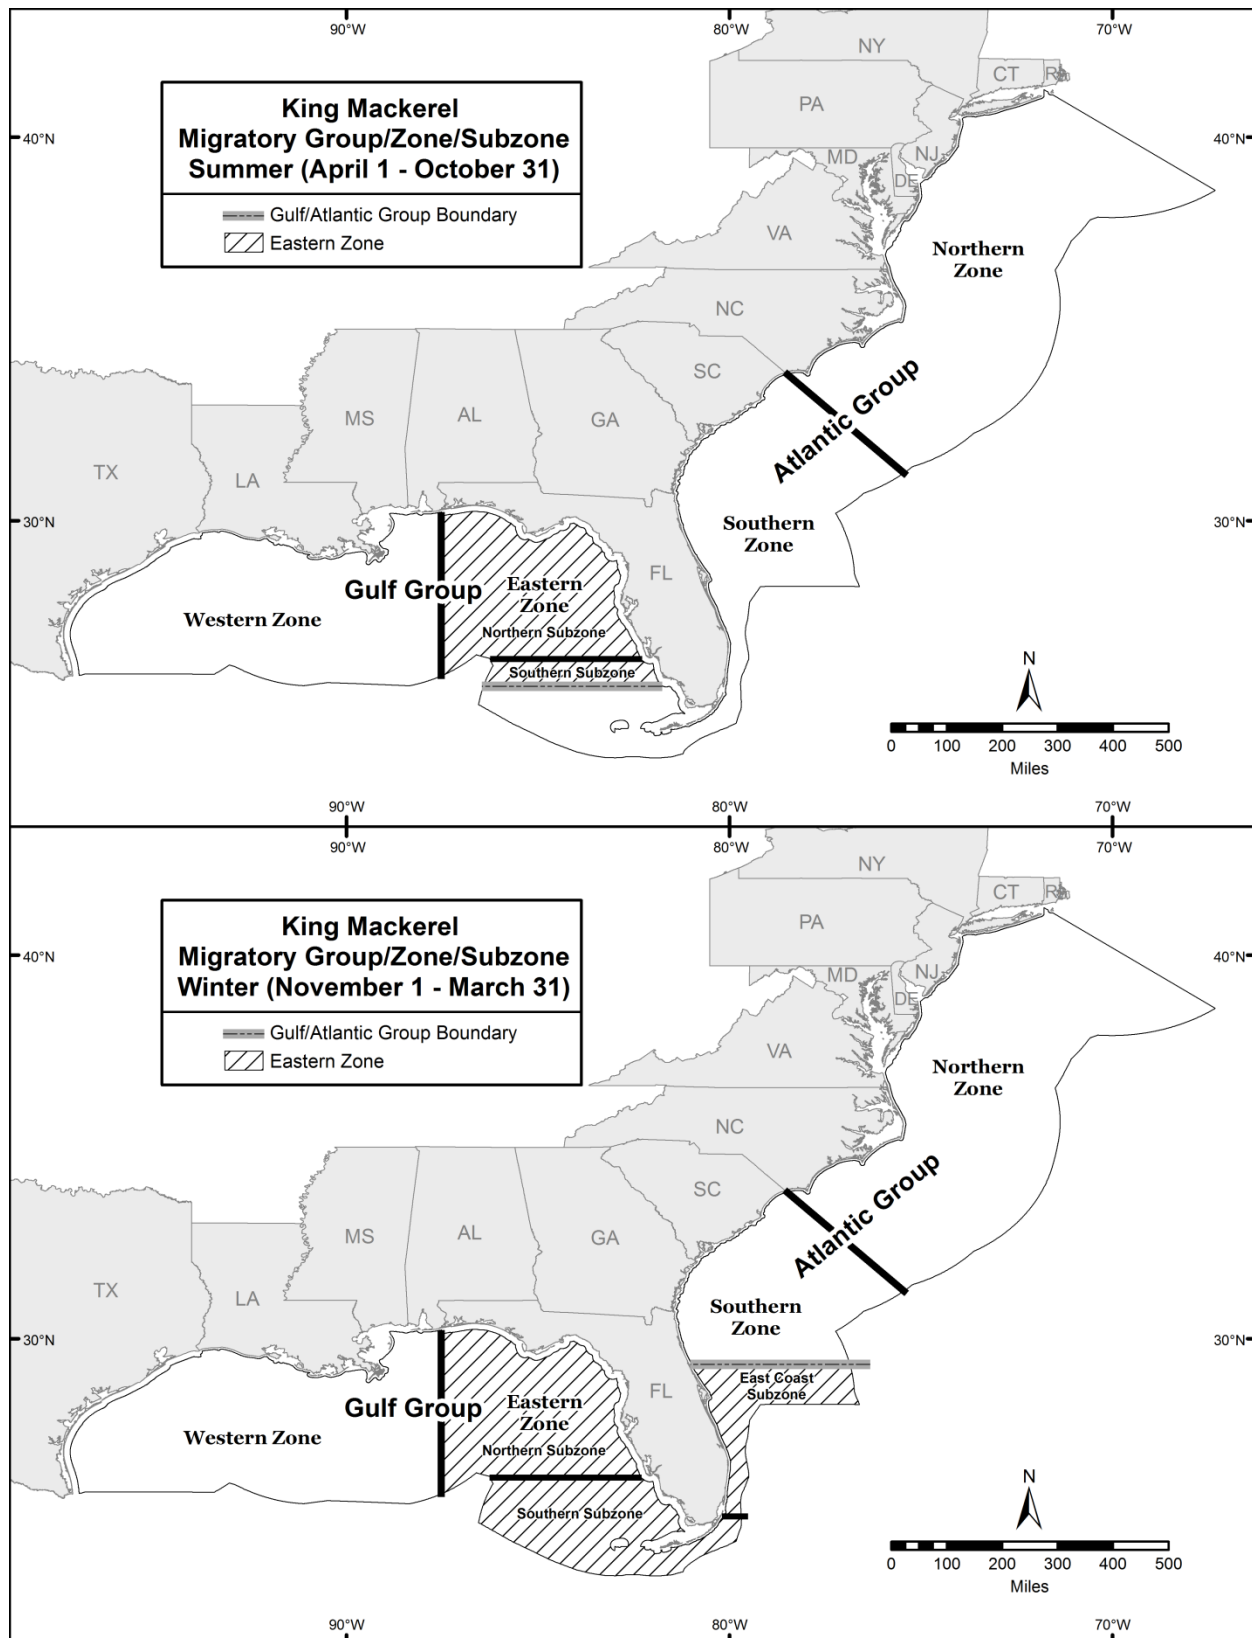 90°W
80°W
70°W
NY
CT
RI
PA
King Mackerel
Migratory Group/Zone/Subzone
Summer (April 1 - October 31)
Gulf/Atlantic Group Boundary
Eastern Zone
40°N
40°N
MD
NJ
DE
VA
Northern
Zone
NC
SC
Atlantic Group
MS
AL
GA
TX
LA
30°N
30°N
Southern
Zone
FL
Gulf Group
Eastern
Zone
Western Zone
Northern Subzone
Southern Subzone
N
0
100
200
300
400
500
Miles
90°W
80°W
70°W
90°W
80°W
70°W
NY
CT
RI
PA
King Mackerel
Migratory Group/Zone/Subzone
Winter (November 1 - March 31)
Gulf/Atlantic Group Boundary
Eastern Zone
40°N
40°N
MD
NJ
DE
VA
Northern
Zone
NC
SC
Atlantic Group
MS
AL
GA
TX
LA
Southern
Zone
30°N
30°N
East Coast
Subzone
FL
Gulf Group
Eastern
Zone
Western Zone
Northern Subzone
Southern Subzone
N
0
100
200
300
400
500
Miles
90°W
80°W
70°W